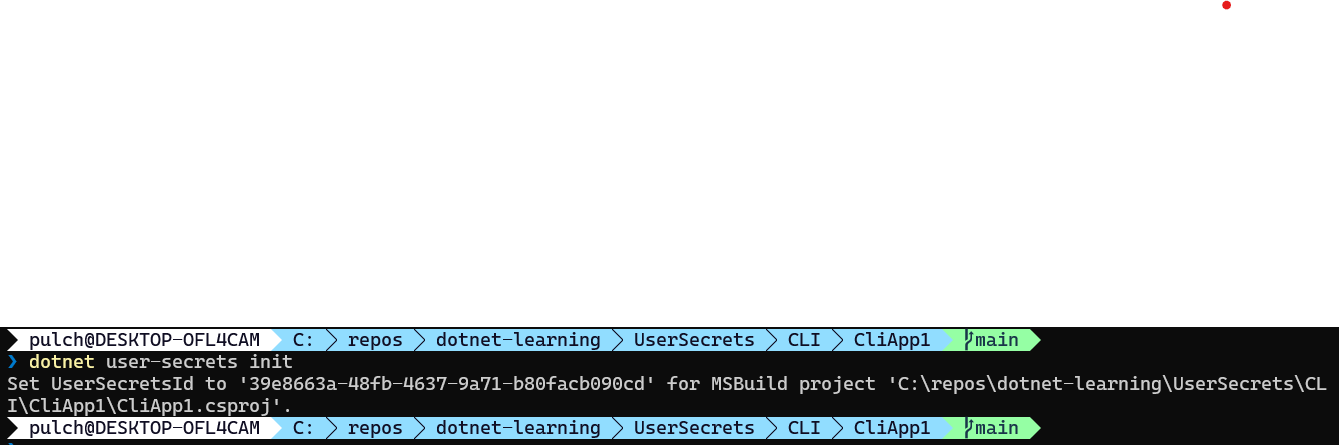 pulch@DESKTOP-OFL4CAM C: repos dotnet-learning UserSecrets CLI CliApp1 main
❯ dotnet user-secrets init
Set UserSecretsId to '39e8663a-48fb-4637-9a71-b80facb090cd' for MSBuild project 'C:\repos\dotnet-learning\UserSecrets\CL
I\CliApp1\CliApp1.csproj'.
pulch@DESKTOP-OFL4CAM C: repos dotnet-learning UserSecrets CLI CliApp1 main